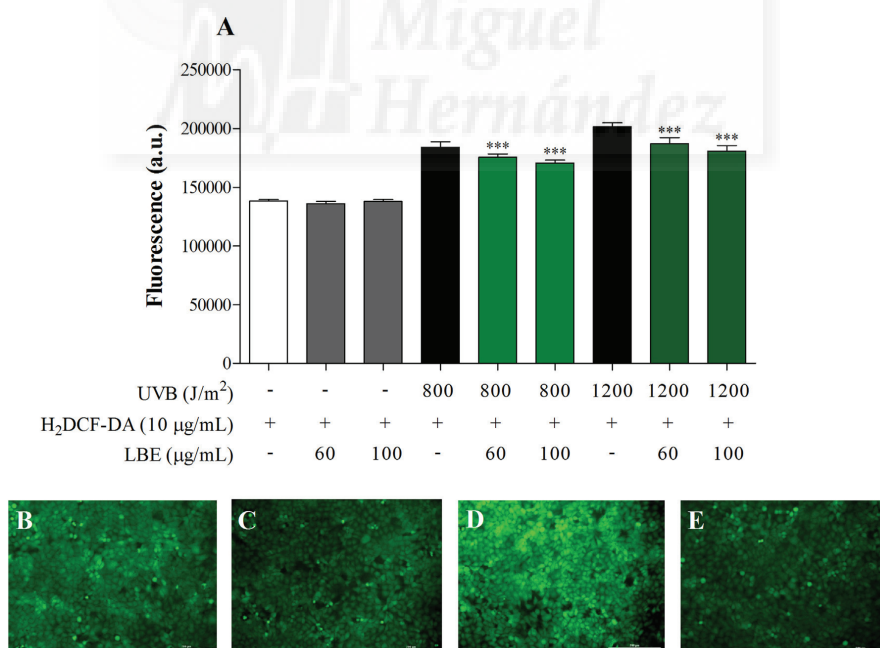 Miguel
Hernández
A
250000
200000
150000
100000
50000
0
Fluorescence (a.u.)
*** *** *** ***
UVB (J/m²) - - - 800 800 800 1200 1200 1200
H₂DCF-DA (10 µg/mL) + + + + + + + + +
LBE (µg/mL) - 60 100 - 60 100 - 60 100
B C D E